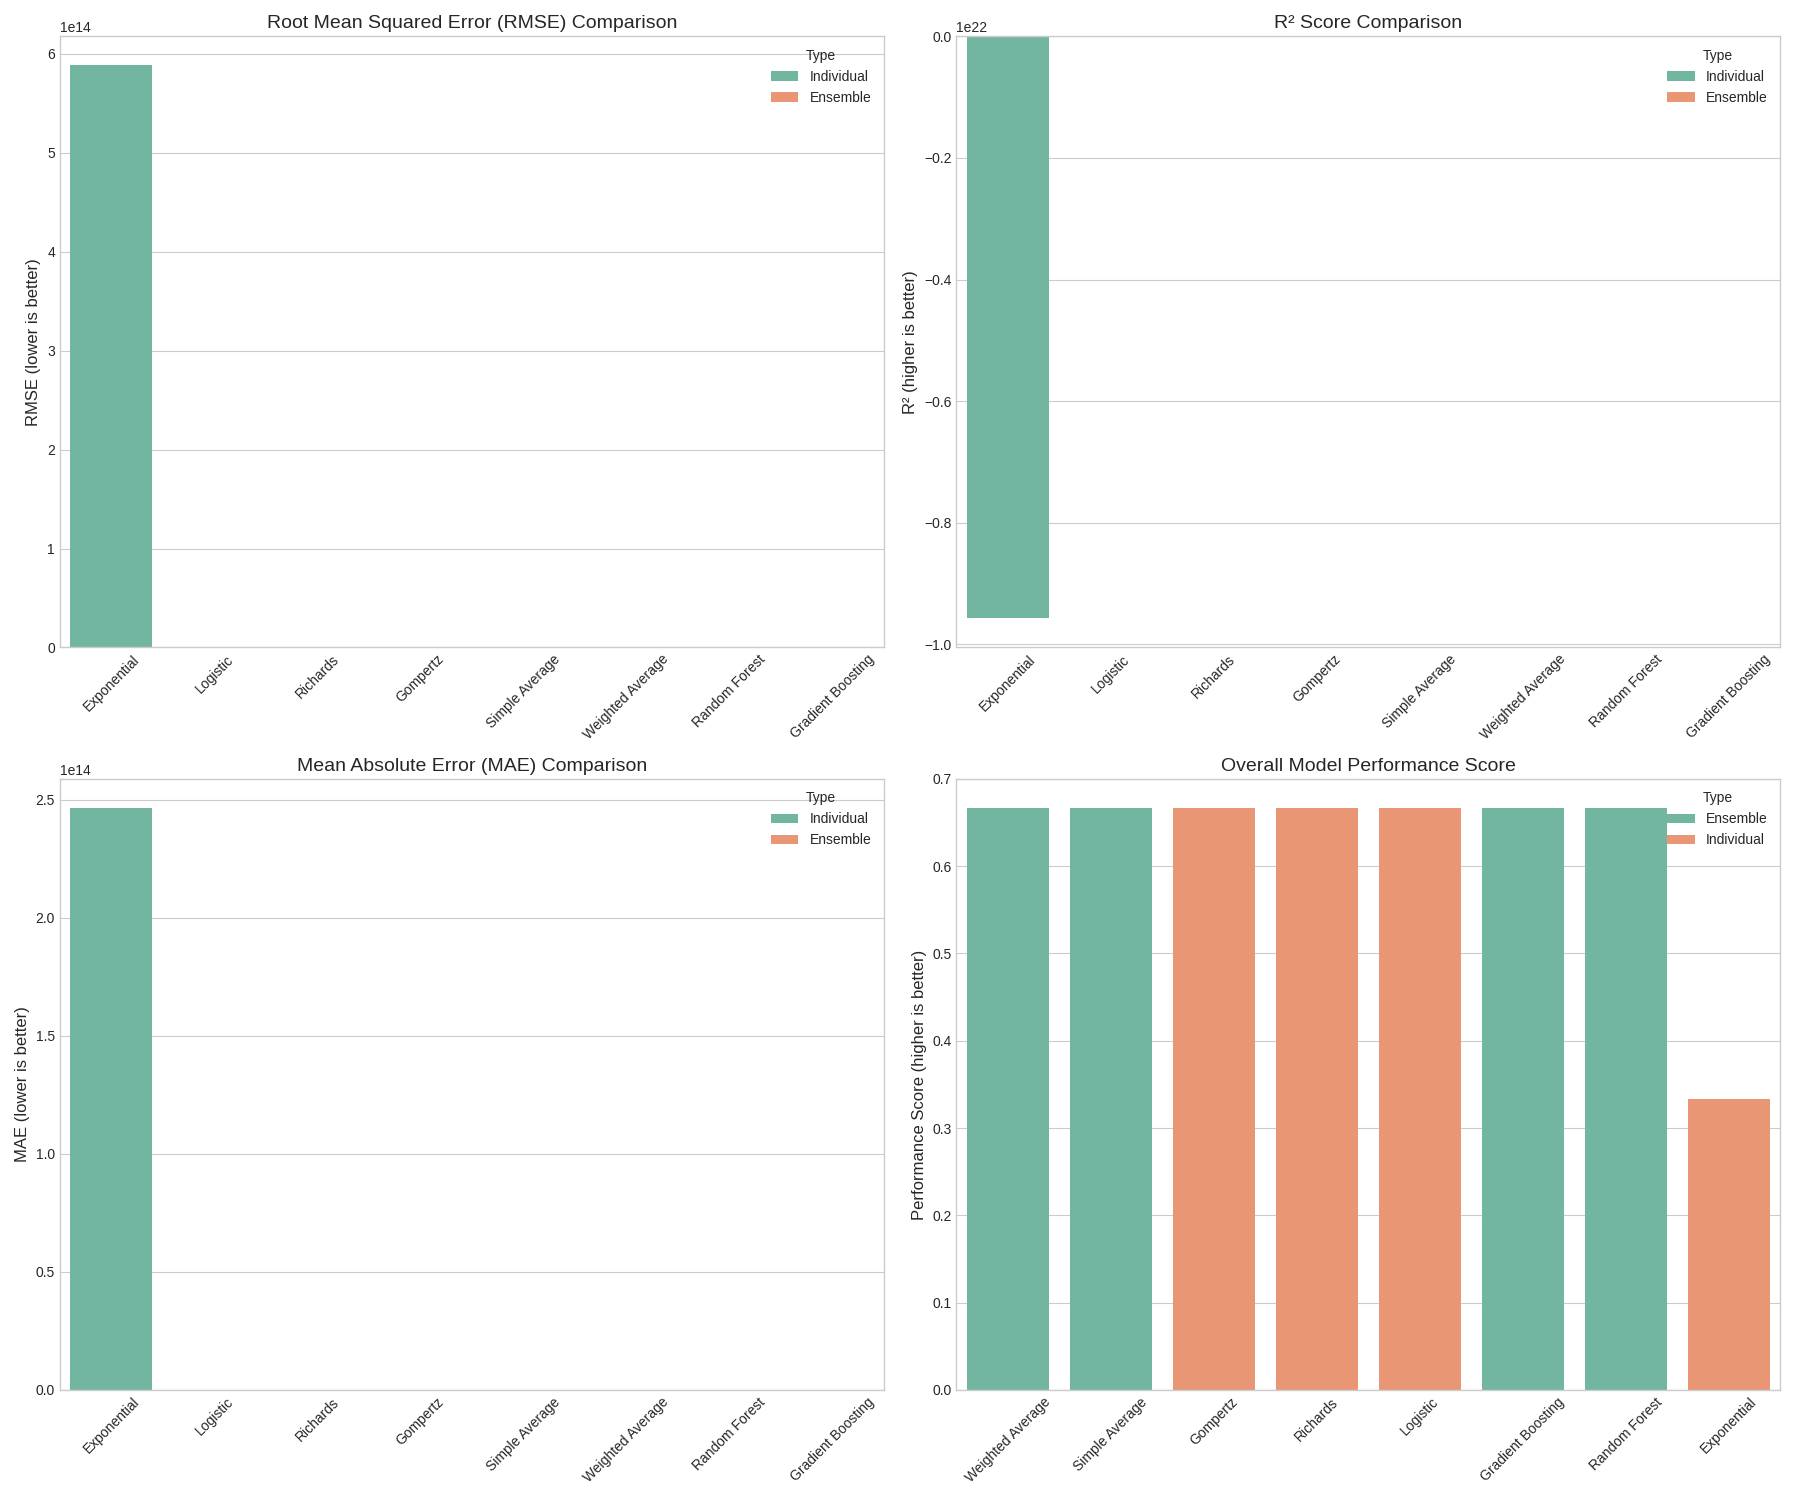 Root Mean Squared Error (RMSE) Comparison
1e14
RMSE (lower is better)
6
5
4
3
2
1
0
Type
Individual
Ensemble
Exponential
Logistic
Richards
Gompertz
Simple Average
Weighted Average
Random Forest
Gradient Boosting
R² Score Comparison
1e22
R² (higher is better)
0.0
−0.2
−0.4
−0.6
−0.8
−1.0
Type
Individual
Ensemble
Exponential
Logistic
Richards
Gompertz
Simple Average
Weighted Average
Random Forest
Gradient Boosting
Mean Absolute Error (MAE) Comparison
1e14
MAE (lower is better)
2.5
2.0
1.5
1.0
0.5
0.0
Type
Individual
Ensemble
Exponential
Logistic
Richards
Gompertz
Simple Average
Weighted Average
Random Forest
Gradient Boosting
Overall Model Performance Score
Performance Score (higher is better)
0.7
0.6
0.5
0.4
0.3
0.2
0.1
0.0
Type
Ensemble
Individual
Weighted Average
Simple Average
Gompertz
Richards
Logistic
Gradient Boosting
Random Forest
Exponential